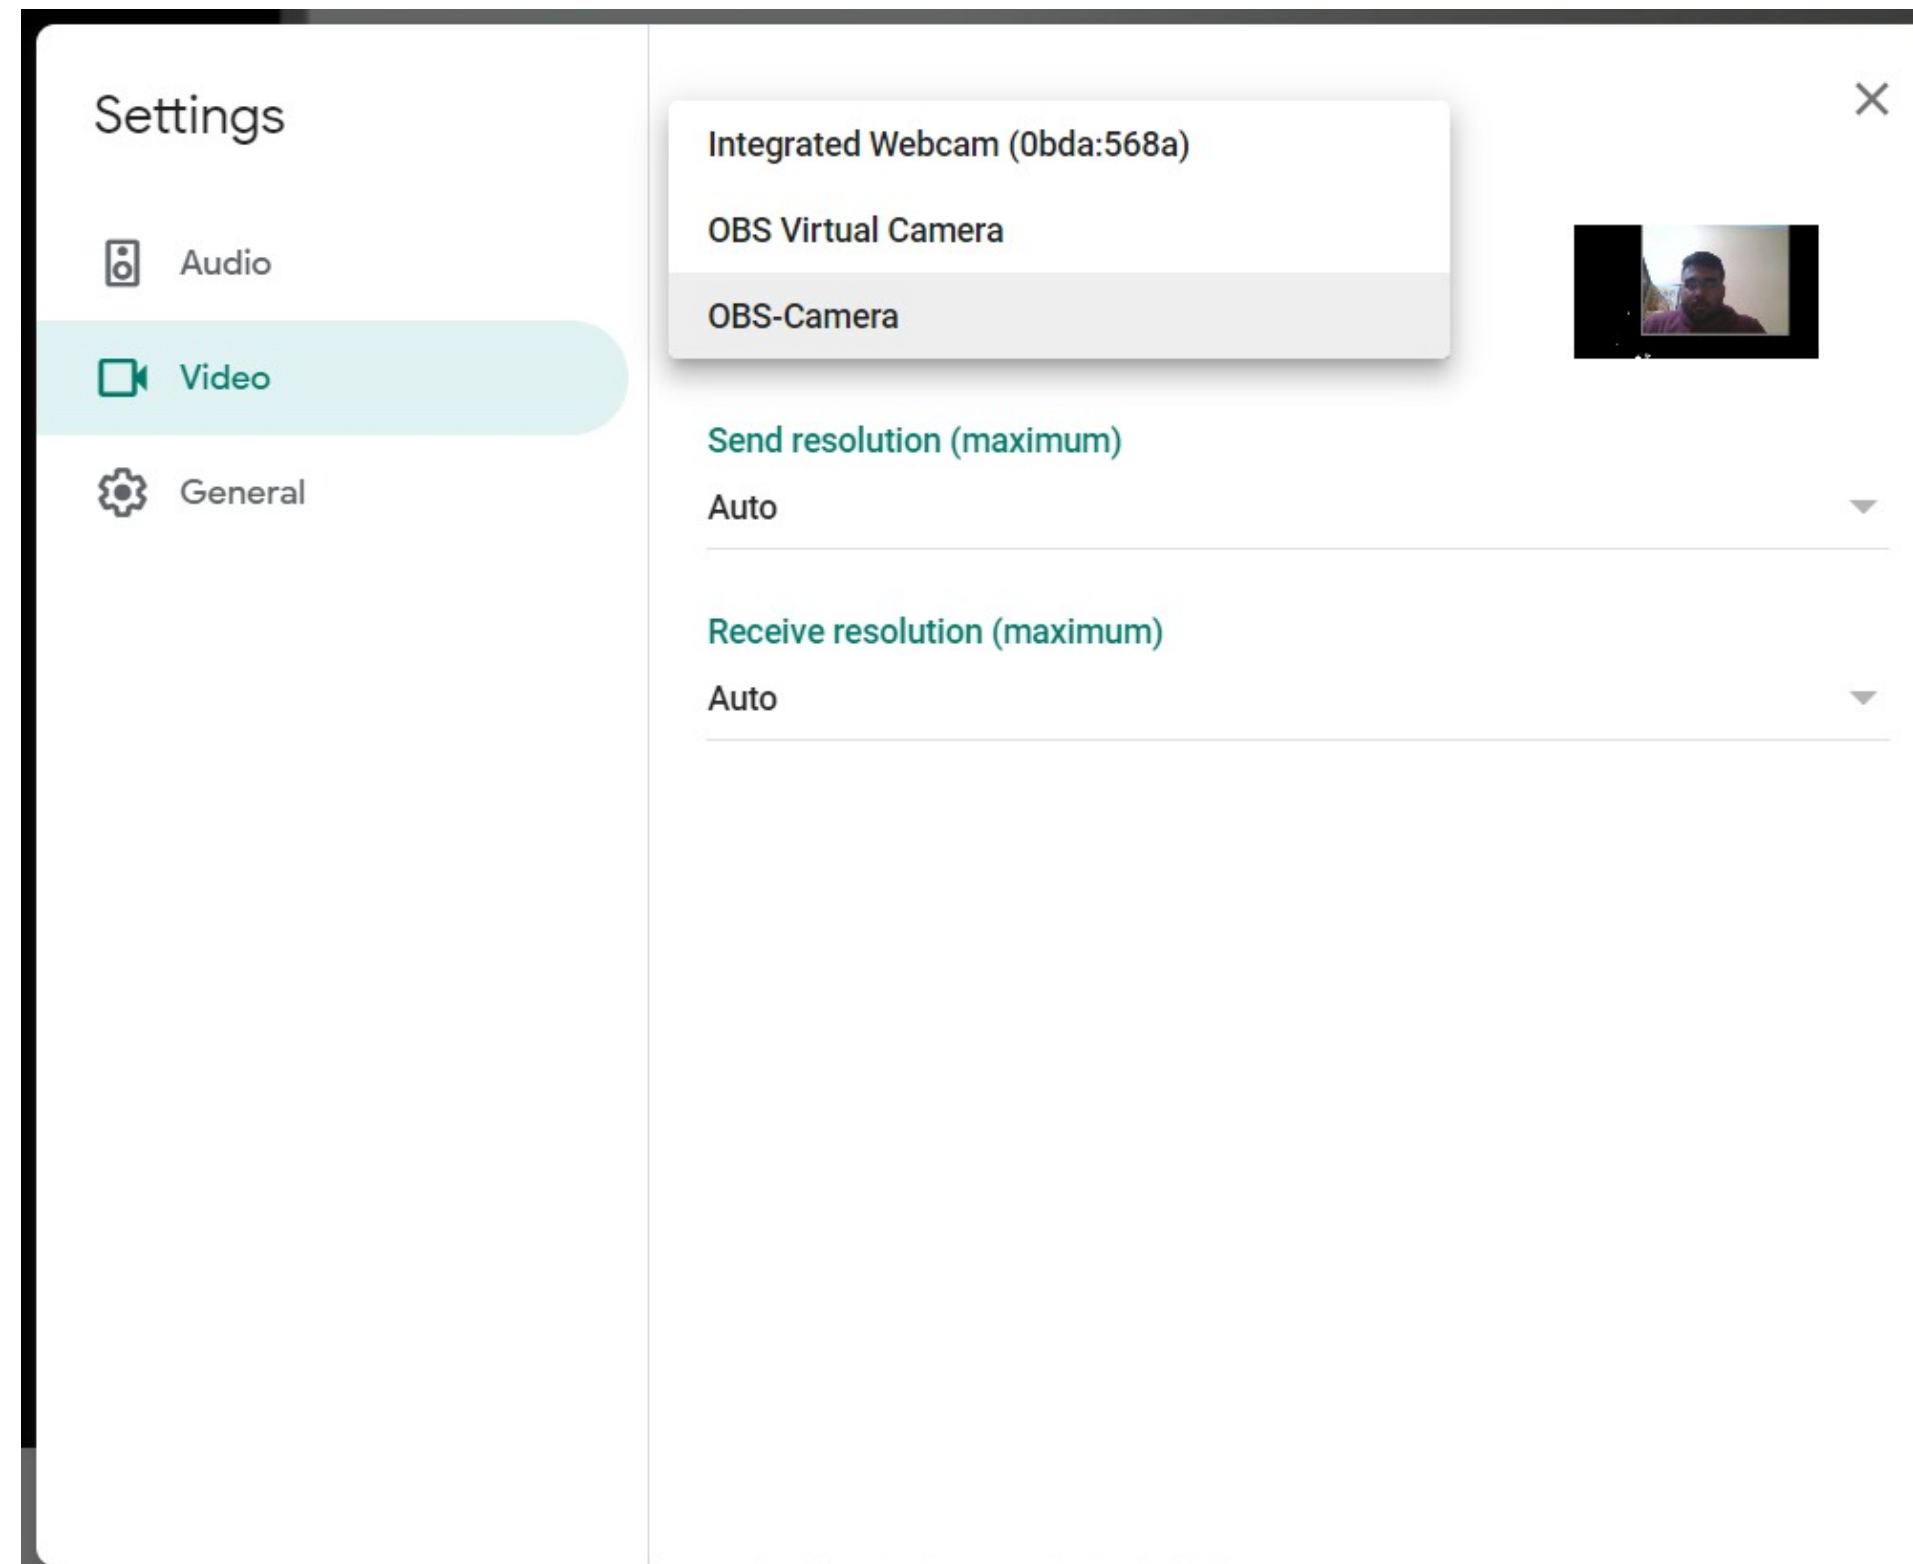 Settings
Audio
Video
General
Integrated Webcam (0bda:568a)
OBS Virtual Camera
OBS-Camera
Send resolution (maximum)
Auto
Receive resolution (maximum)
Auto